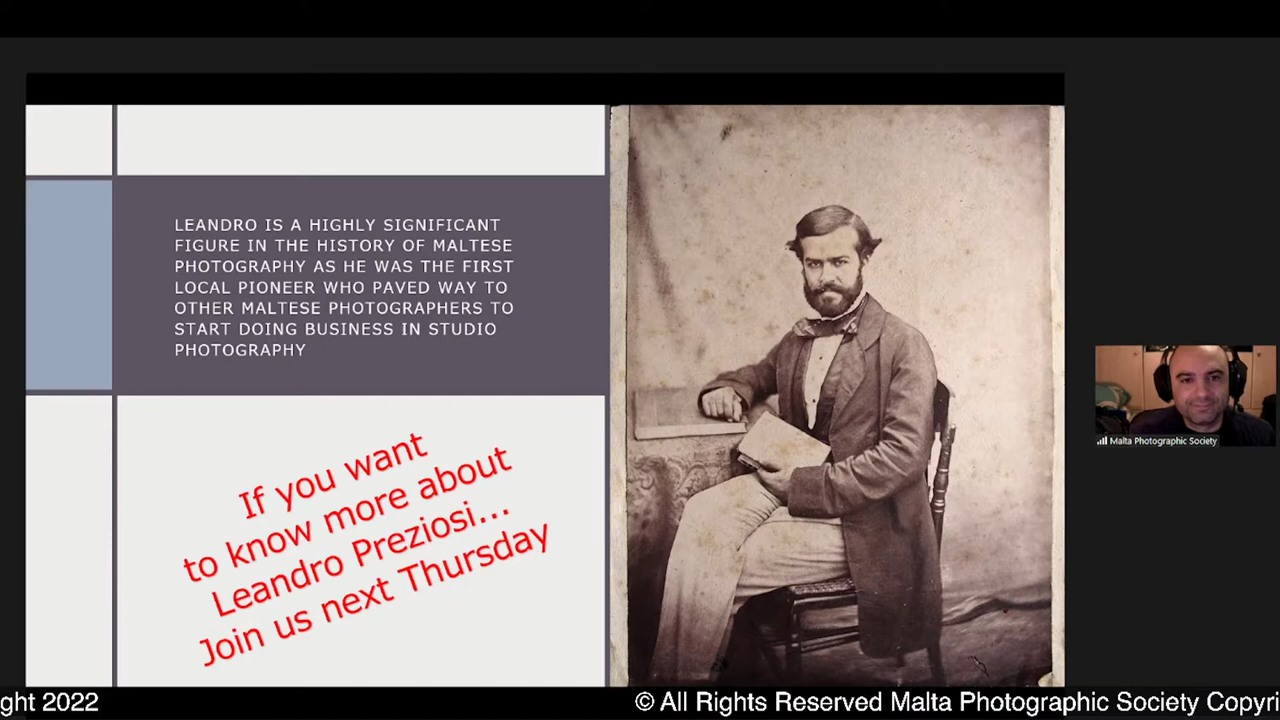 LEANDRO IS A HIGHLY SIGNIFICANT
FIGURE IN THE HISTORY OF MALTESE
PHOTOGRAPHY AS HE WAS THE FIRST
LOCAL PIONEER WHO PAVED WAY TO
OTHER MALTESE PHOTOGRAPHERS TO
START DOING BUSINESS IN STUDIO
PHOTOGRAPHY
If you want
to know more about
Leandro Preziosi...
Join us next Thursday
Malta Photographic Society
ght 2022
© All Rights Reserved Malta Photographic Society Copyri